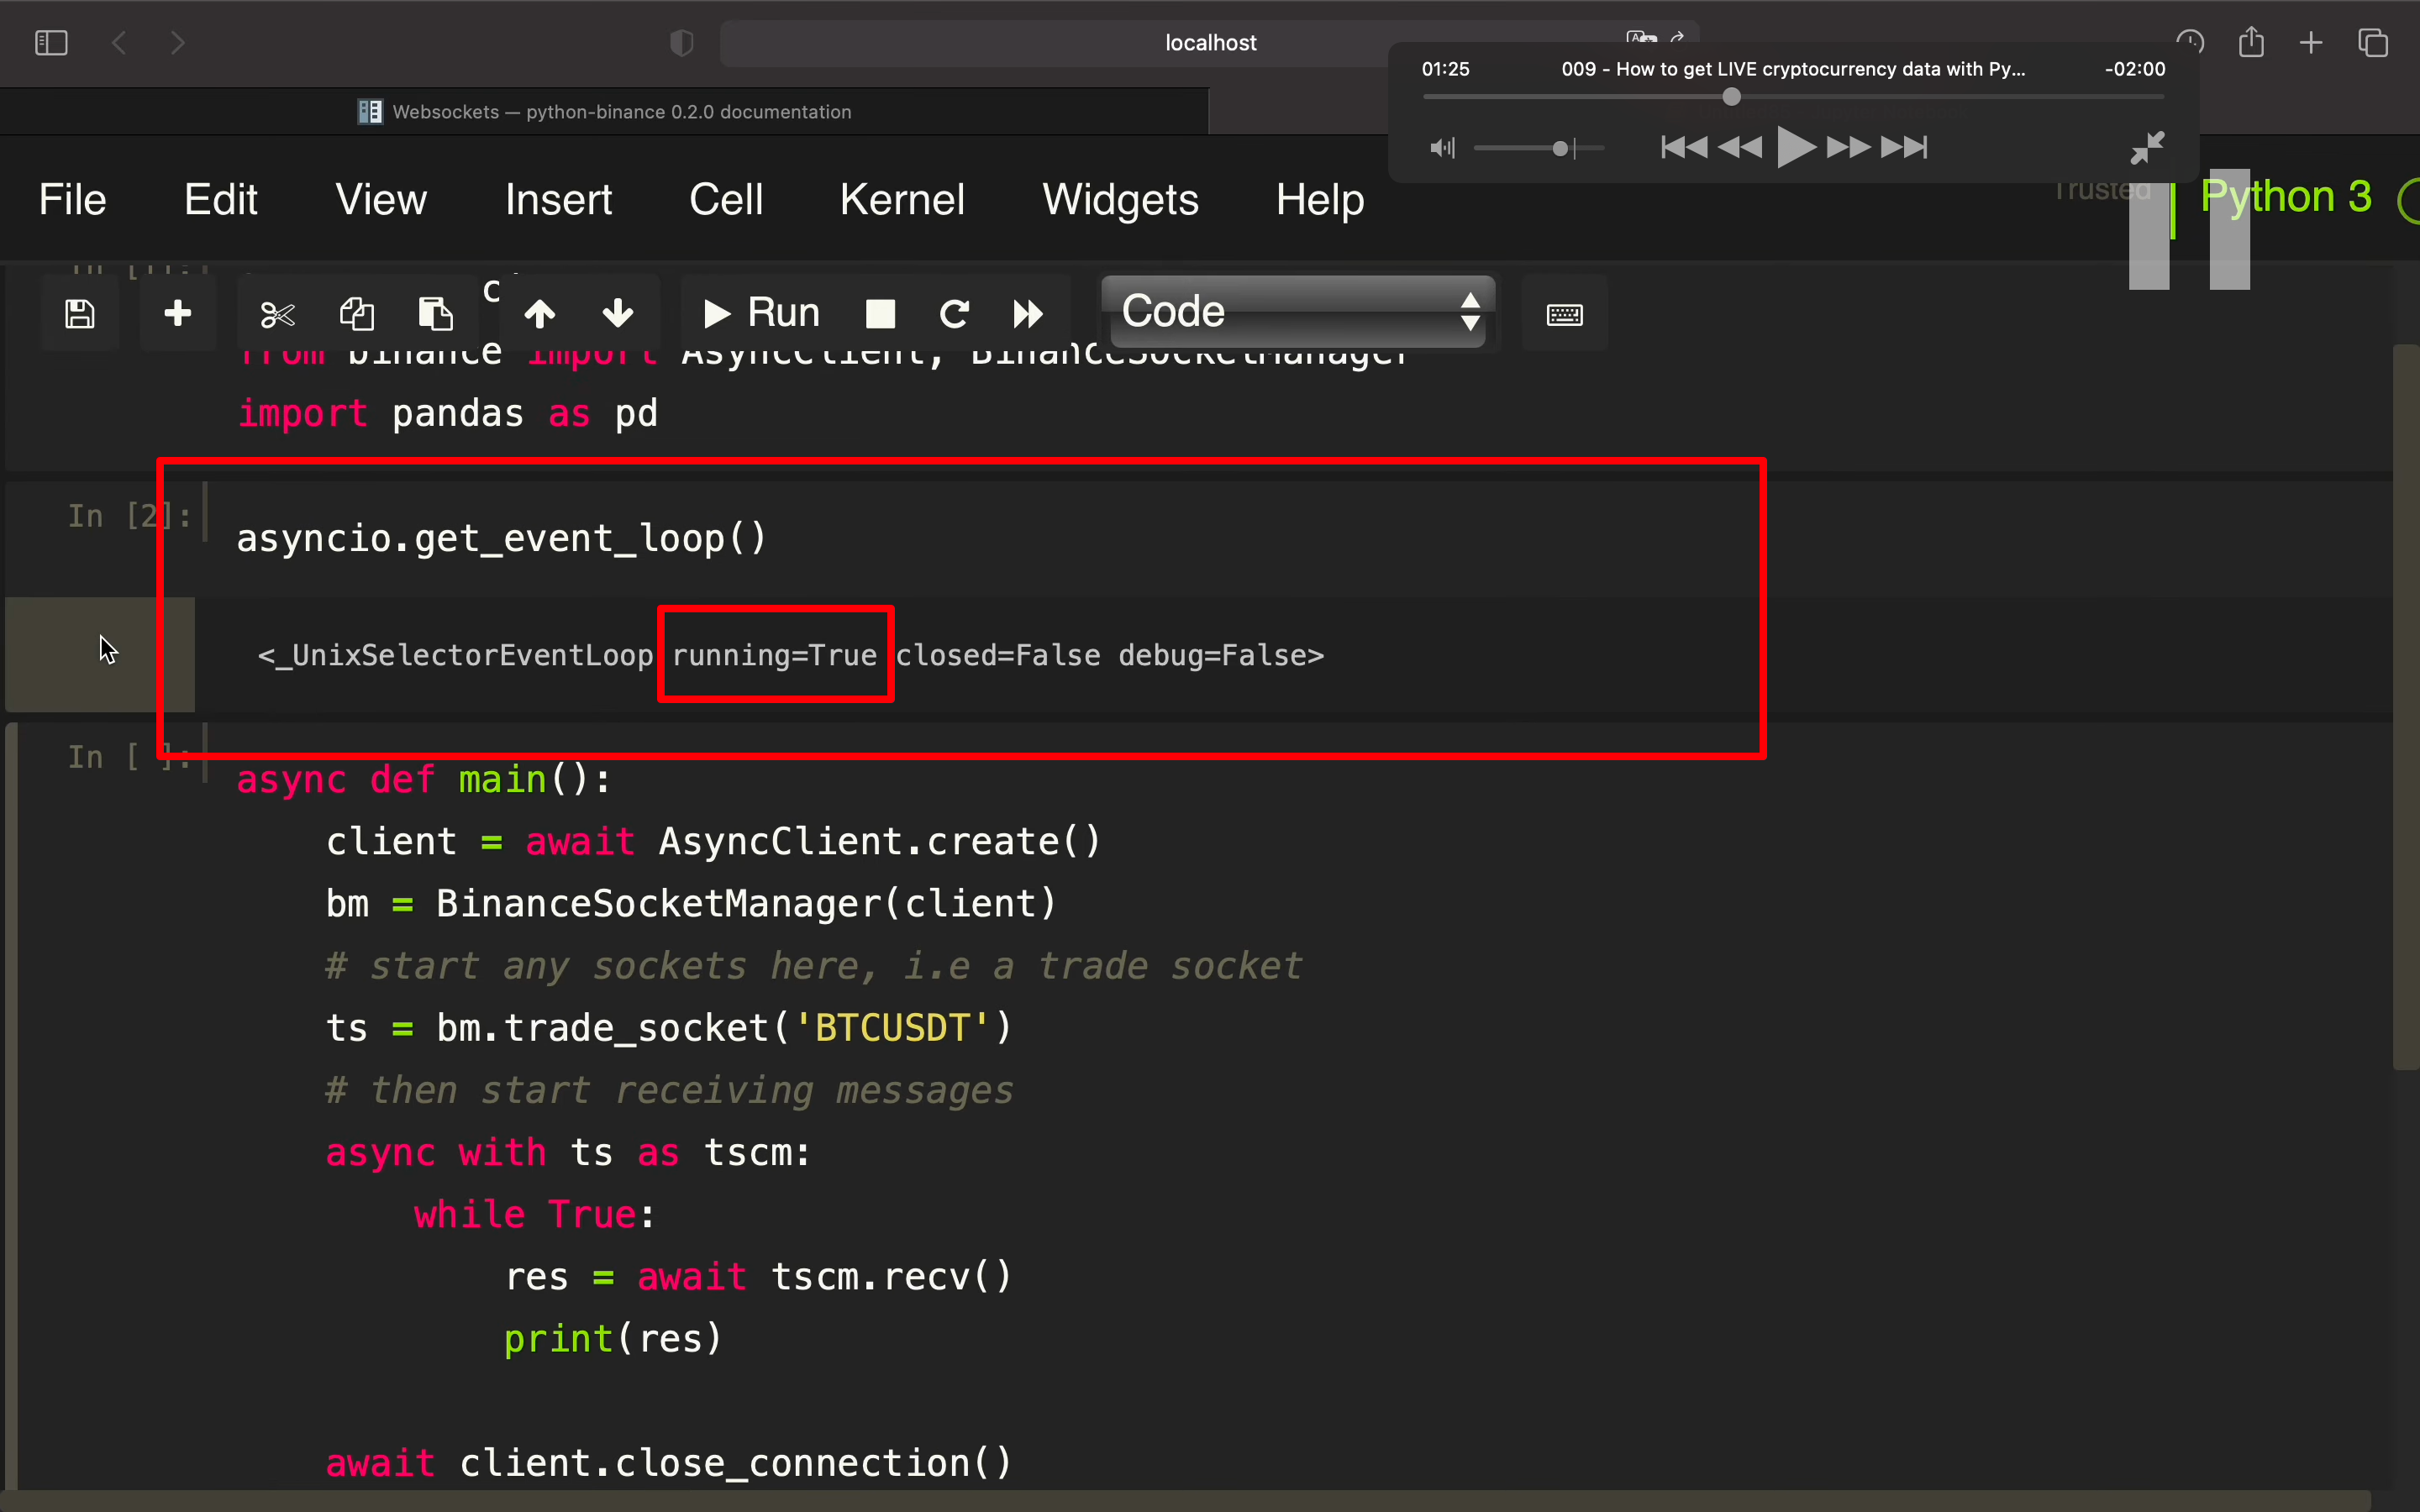 localhost
01:25 009 - How to get LIVE cryptocurrency data with Py... -02:00
Websockets — python-binance 0.2.0 documentation
File Edit View Insert Cell Kernel Widgets Help Trusted Python 3
Run Code
from binance import AsyncClient, BinanceSocketManager
import pandas as pd
In [2]: asyncio.get_event_loop()
<_UnixSelectorEventLoop running=True closed=False debug=False>
In [ ]: async def main():
client = await AsyncClient.create()
bm = BinanceSocketManager(client)
# start any sockets here, i.e a trade socket
ts = bm.trade_socket('BTCUSDT')
# then start receiving messages
async with ts as tscm:
while True:
res = await tscm.recv()
print(res)
await client.close_connection()